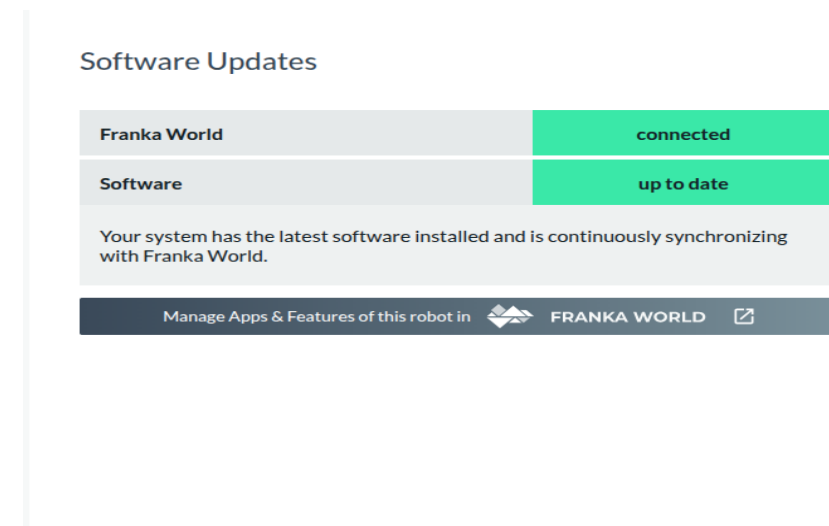 Software Updates
Franka World connected
Software up to date
Your system has the latest software installed and is continuously synchronizing
with Franka World.
Manage Apps & Features of this robot in FRANKA WORLD